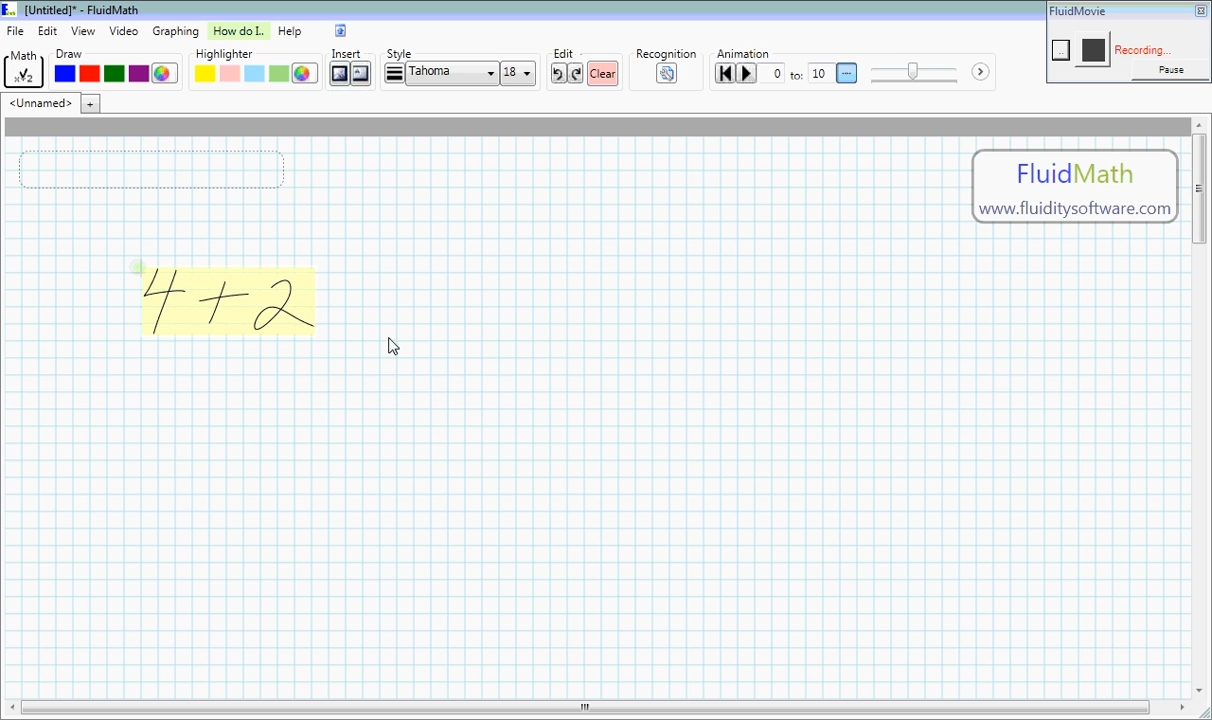 [Untitled]* - FluidMath
FluidMovie
File Edit View Video Graphing How do I.. Help
Math Draw Highlighter Insert Style Edit Recognition Animation
√2 Tahoma 18 Clear 0 to: 10
.. Recording...
Pause
<Unnamed> +
FluidMath
www.fluiditysoftware.com
4+2